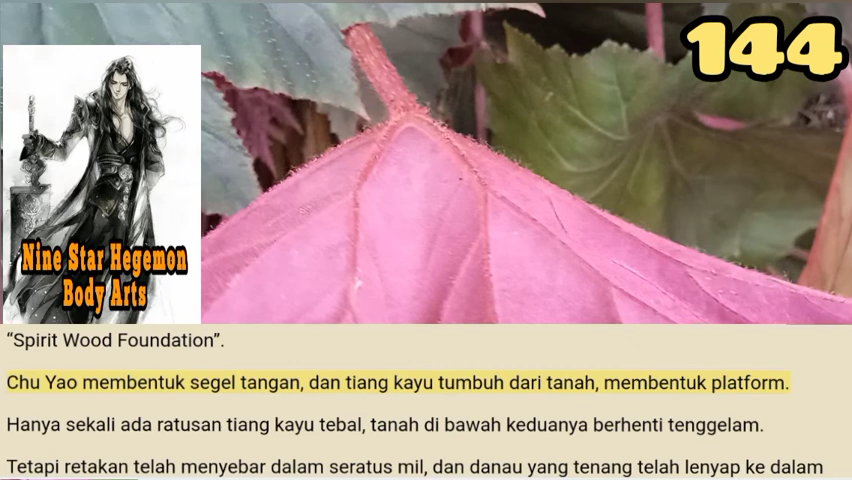 144
Nine Star Hegemon
Body Arts
“Spirit Wood Foundation”.
Chu Yao membentuk segel tangan, dan tiang kayu tumbuh dari tanah, membentuk platform.
Hanya sekali ada ratusan tiang kayu tebal, tanah di bawah keduanya berhenti tenggelam.
Tetapi retakan telah menyebar dalam seratus mil, dan danau yang tenang telah lenyap ke dalam